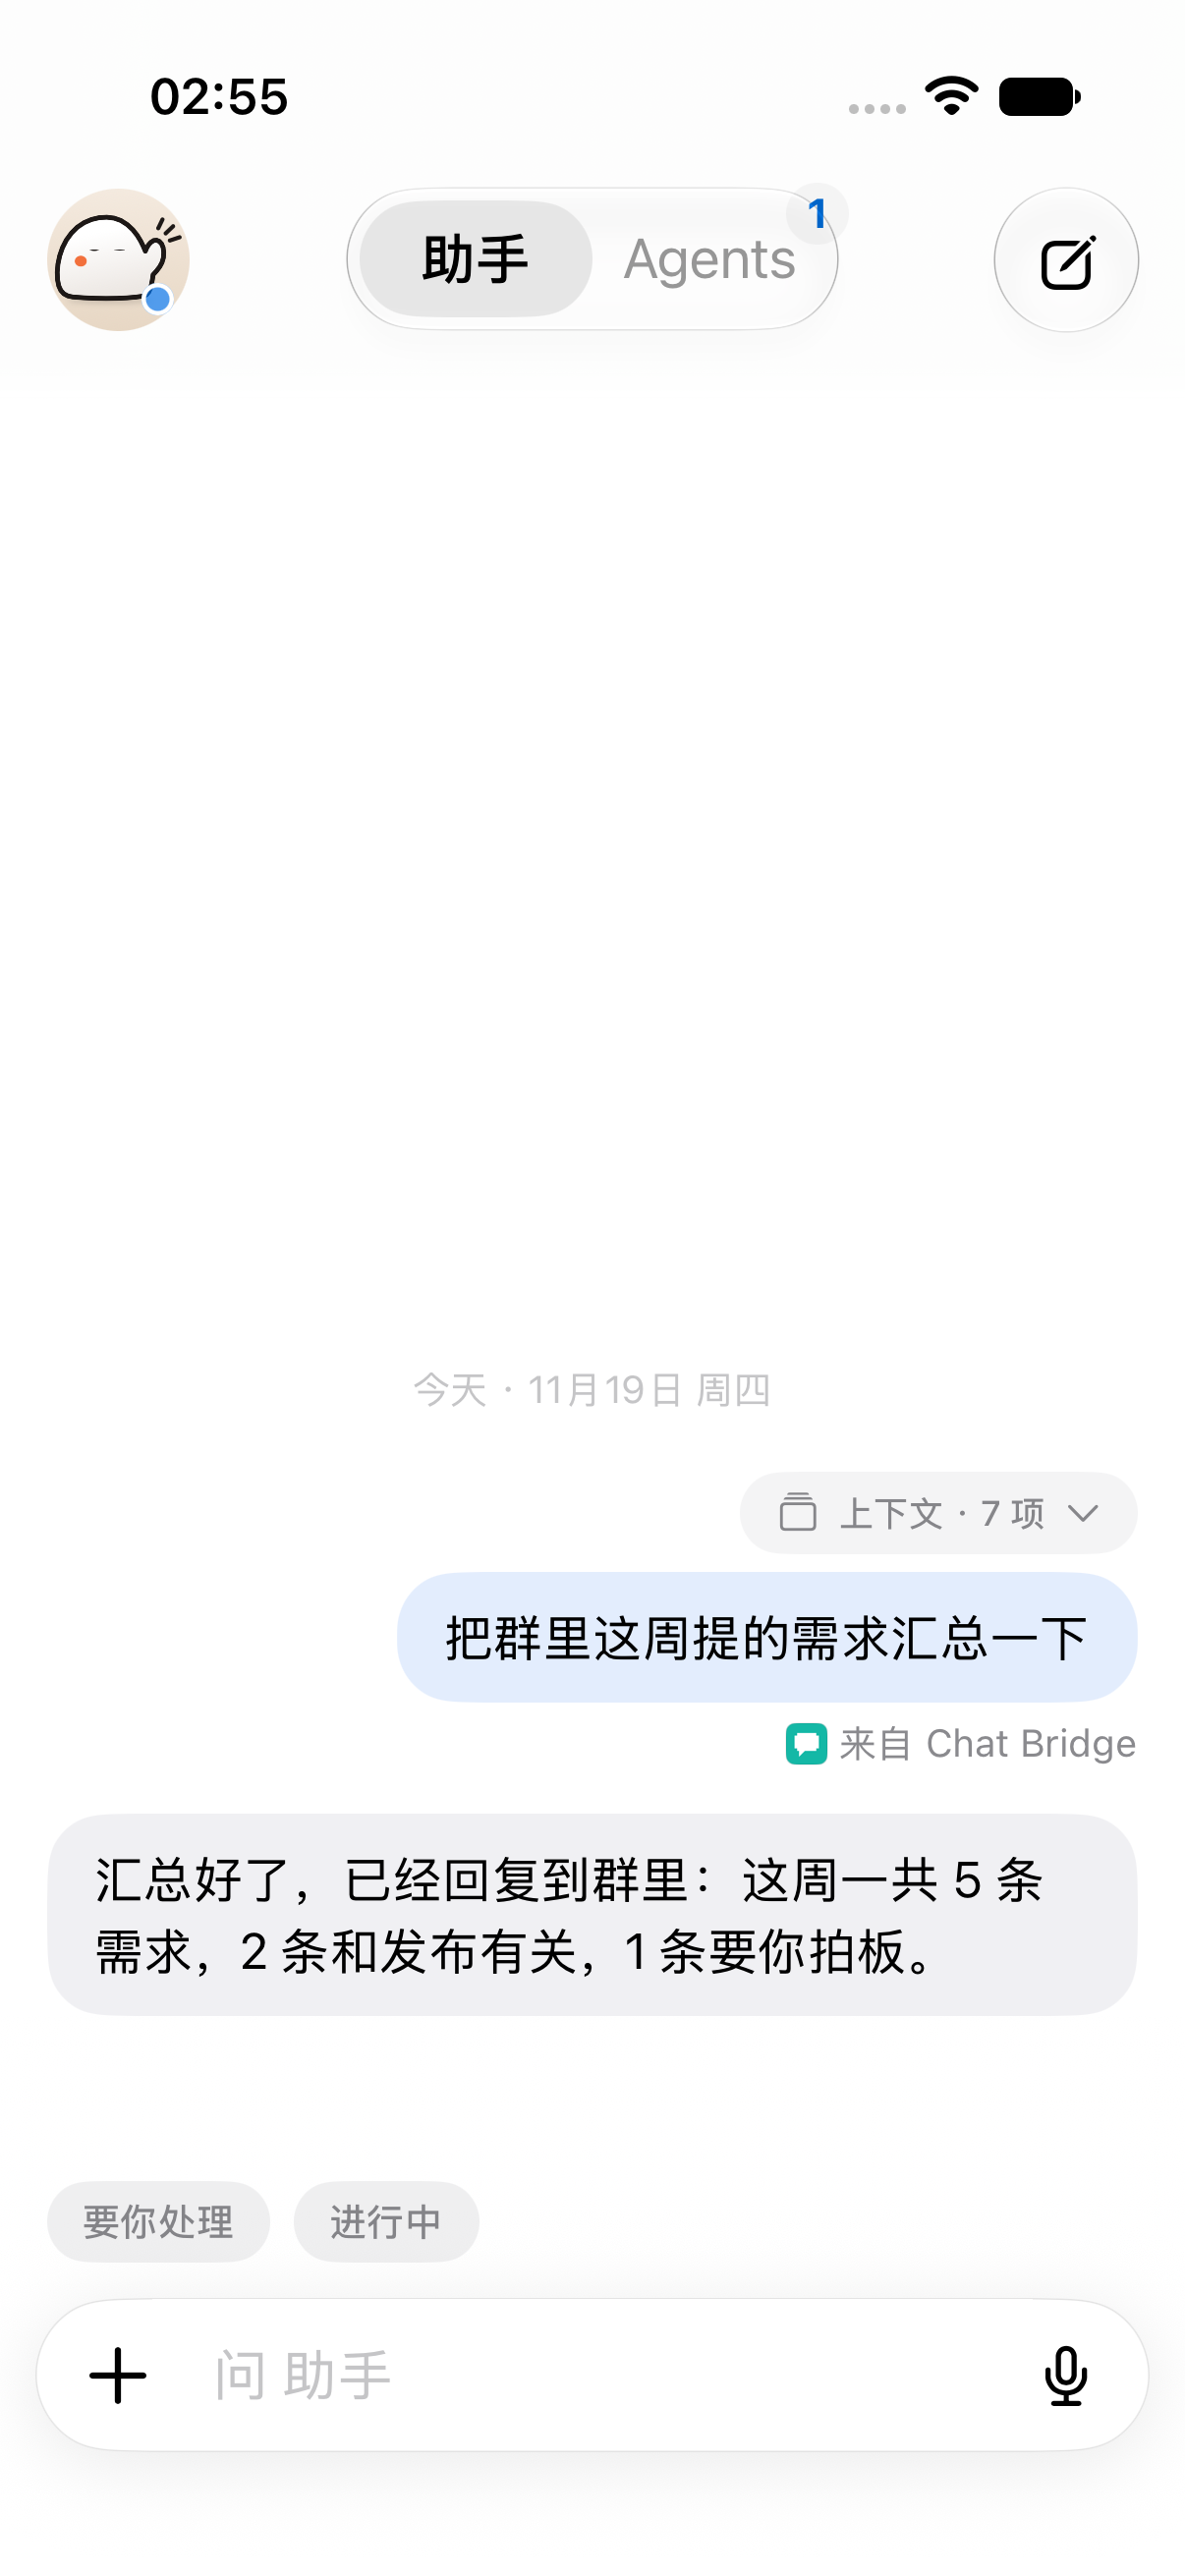 02:55
助手
Agents
1
今天 · 11月19日 周四
上下文 · 7 项
把群里这周提的需求汇总一下
来自 Chat Bridge
汇总好了，已经回复到群里：这周一共 5 条
需求，2 条和发布有关，1 条要你拍板。
要你处理
进行中
问 助手